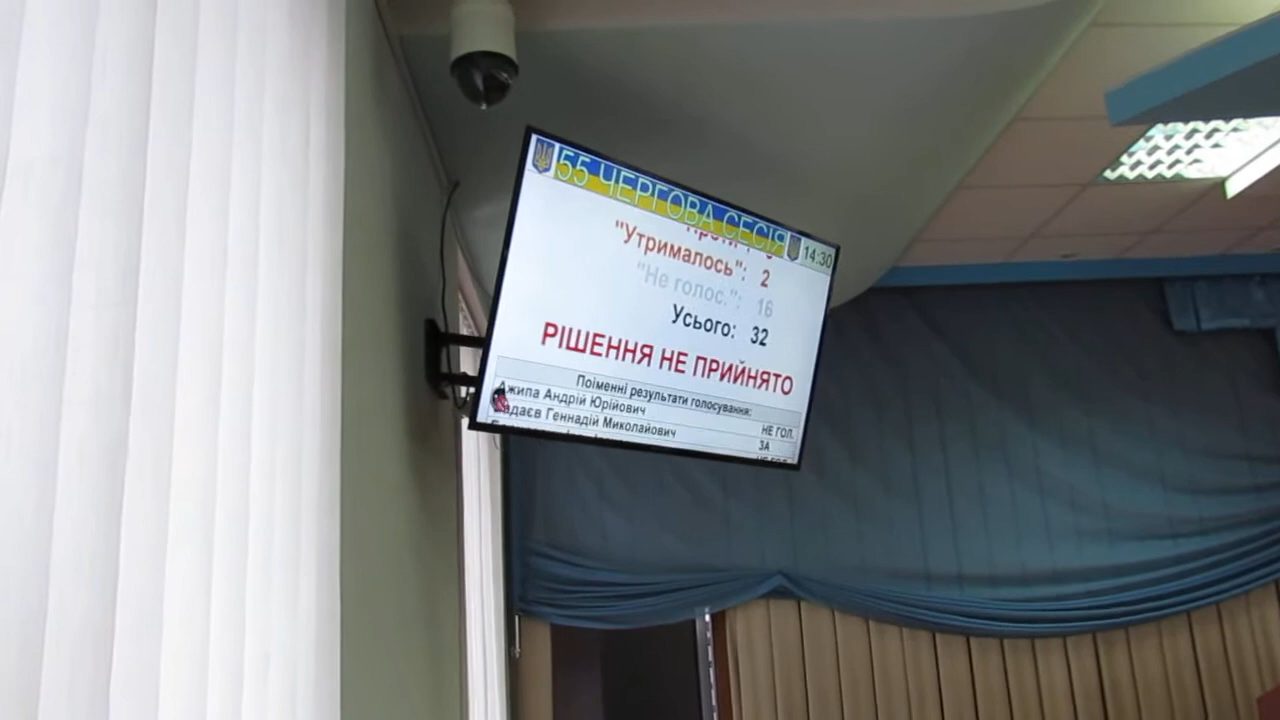 55 ЧЕРГОВА СЕСІЯ
14:30
"Утрималось": 2
"Не голос.": 16
Усього: 32
РІШЕННЯ НЕ ПРИЙНЯТО
Поіменні результати голосування:
Андрій Юрійович НЕ ГОЛ.
Геннадій Миколайович ЗА